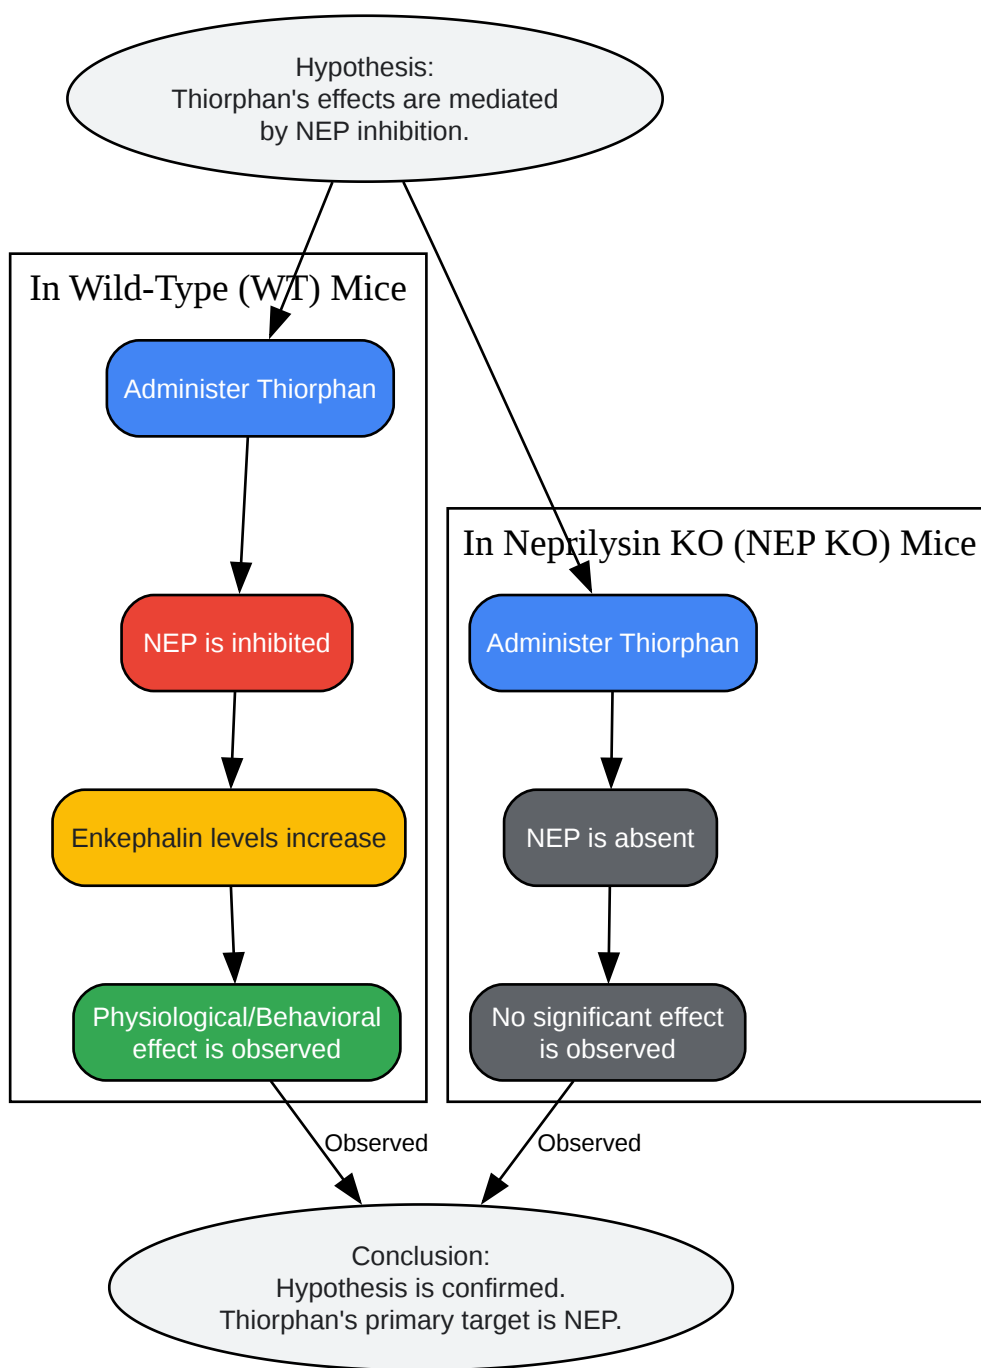 Hypothesis:
Thiorphan's effects are mediated
by NEP inhibition.
In Wild-Type (WT) Mice
Administer Thiorphan
NEP is inhibited
Enkephalin levels increase
Physiological/Behavioral
effect is observed
In Neprilysin KO (NEP KO) Mice
Administer Thiorphan
NEP is absent
No significant effect
is observed
Observed
Observed
Conclusion:
Hypothesis is confirmed.
Thiorphan's primary target is NEP.